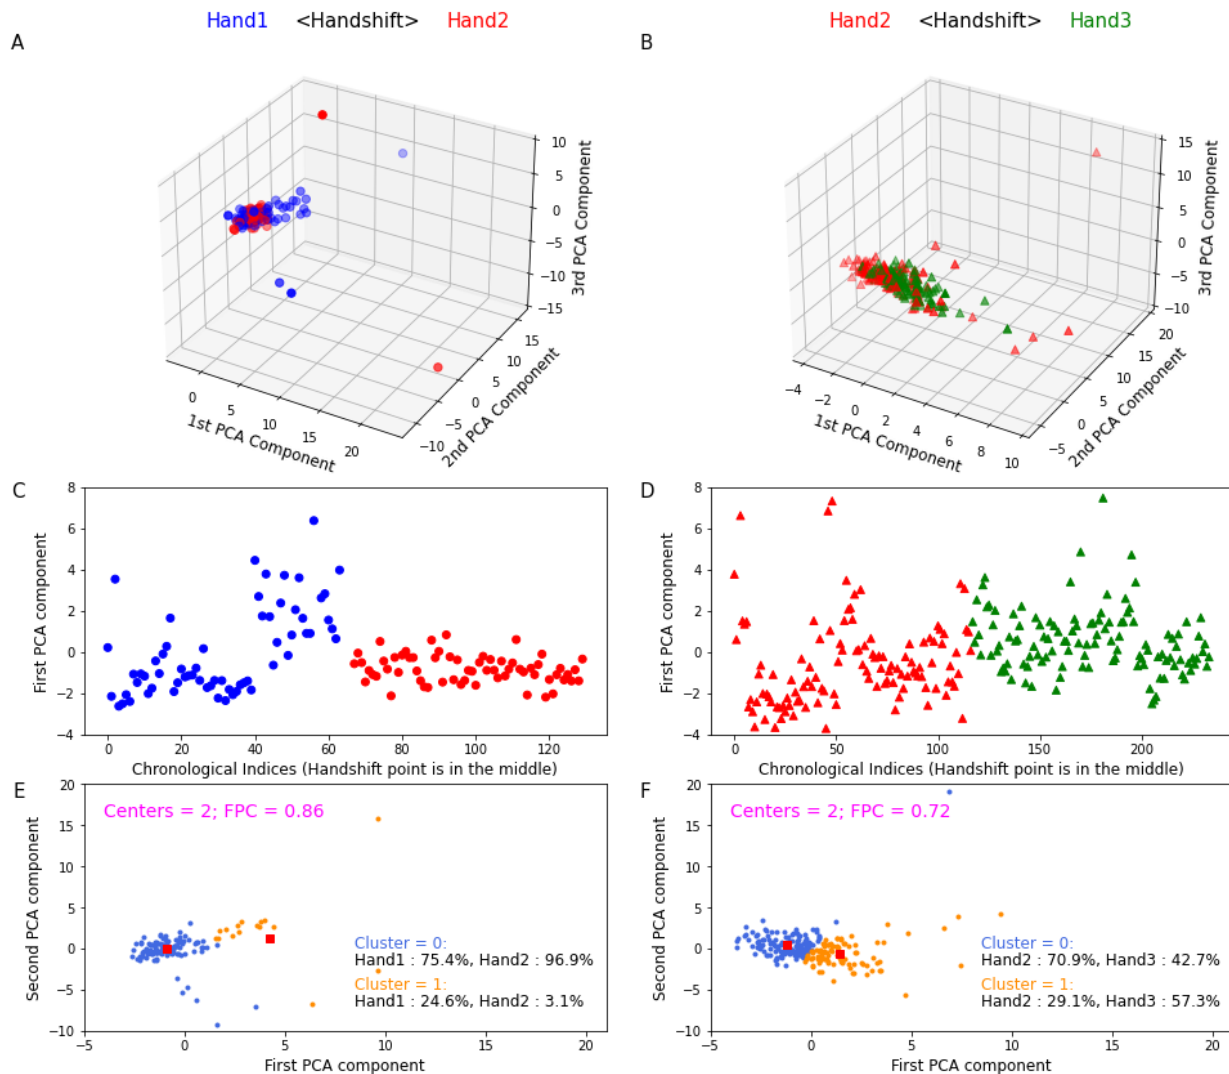 Hand1 <Handshift> Hand2
Hand2 <Handshift> Hand3
A
B
10
5
0
−5
−10
−15
3rd PCA Component
15
10
5
0
−5
−10
2nd PCA Component
0
5
10
15
20
1st PCA Component
15
10
5
0
−5
−10
3rd PCA Component
20
15
10
5
0
−5
2nd PCA Component
−4
−2
0
2
4
6
8
10
1st PCA Component
C
8
6
4
2
0
−2
−4
First PCA component
0 20 40 60 80 100 120
Chronological Indices (Handshift point is in the middle)
D
8
6
4
2
0
−2
−4
First PCA component
0 50 100 150 200
Chronological Indices (Handshift point is in the middle)
E
20
15
10
5
0
−5
−10
Second PCA component
Centers = 2; FPC = 0.86
Cluster = 0:
Hand1 : 75.4%, Hand2 : 96.9%
Cluster = 1:
Hand1 : 24.6%, Hand2 : 3.1%
−5 0 5 10 15 20
First PCA component
F
20
15
10
5
0
−5
−10
Second PCA component
Centers = 2; FPC = 0.72
Cluster = 0:
Hand2 : 70.9%, Hand3 : 42.7%
Cluster = 1:
Hand2 : 29.1%, Hand3 : 57.3%
−5 0 5 10 15 20
First PCA component